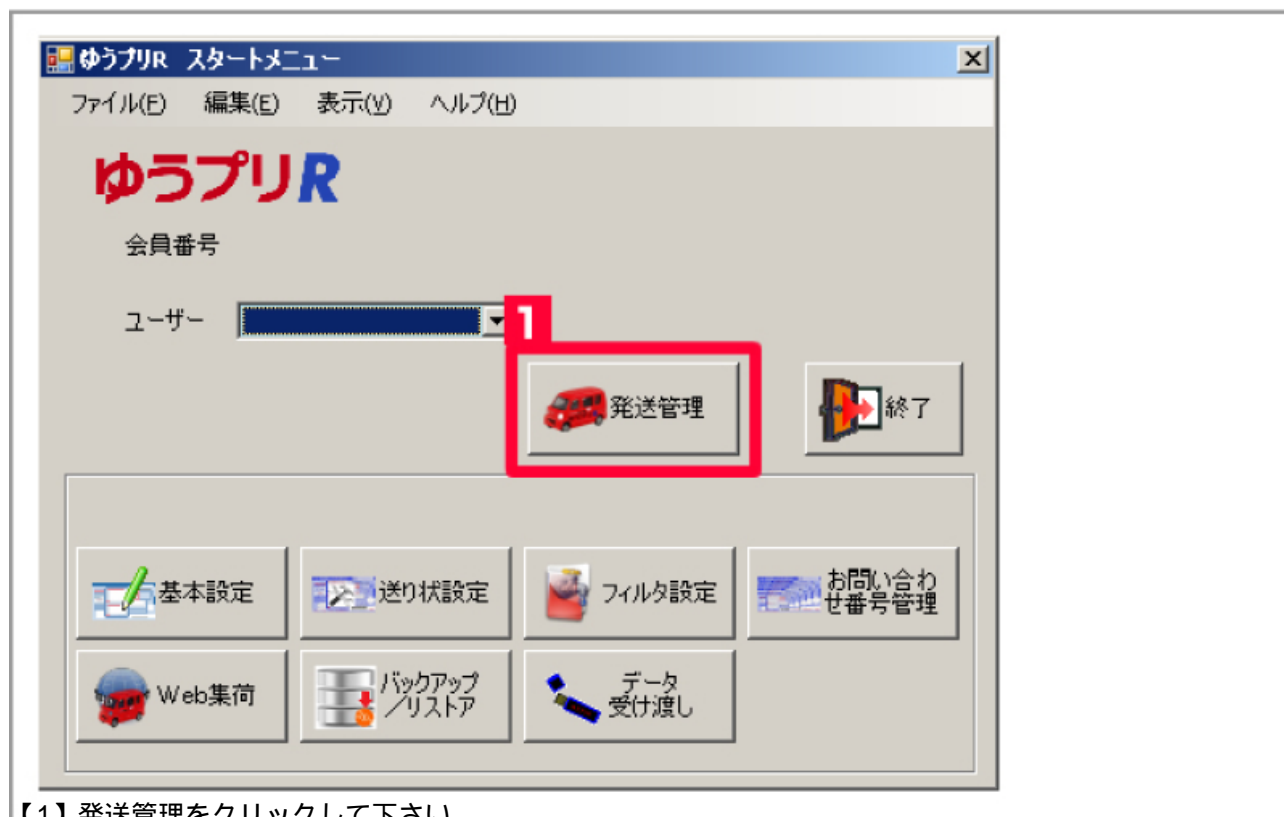 ゆうプリR スタートメニュー
ファイル(F) 編集(E) 表示(V) ヘルプ(H)
ゆうプリR
会員番号
ユーザー
1
発送管理
終了
基本設定
送り状設定
フィルタ設定
お問い合わ
せ番号管理
Web集荷
バックアップ
／リストア
データ
受け渡し
【1】発送管理をクリックして下さい